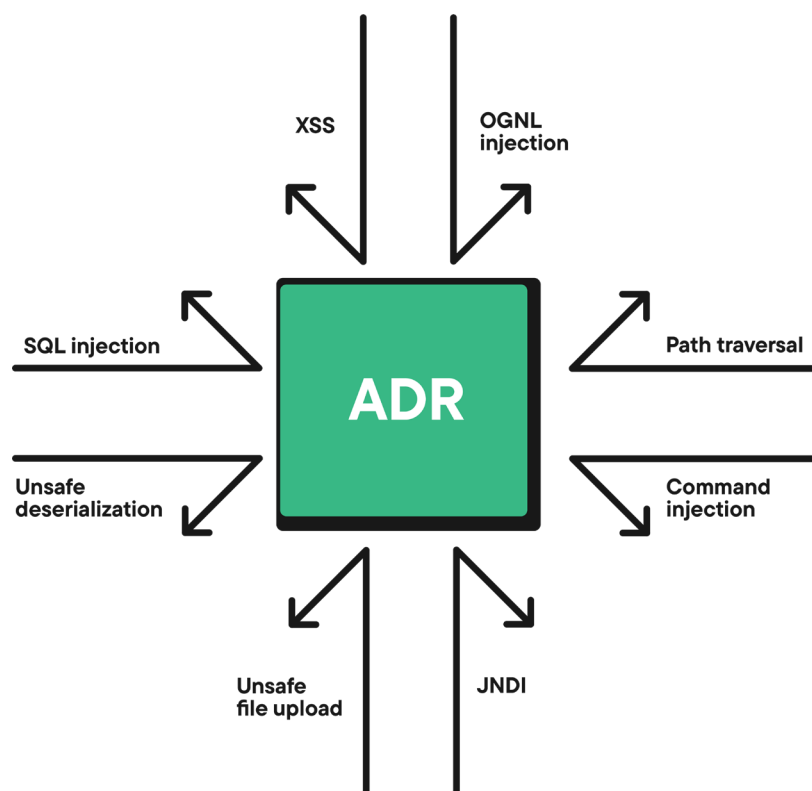 XSS
OGNL
injection
SQL injection
Path traversal
ADR
Unsafe
deserialization
Command
injection
Unsafe
file upload
JNDI